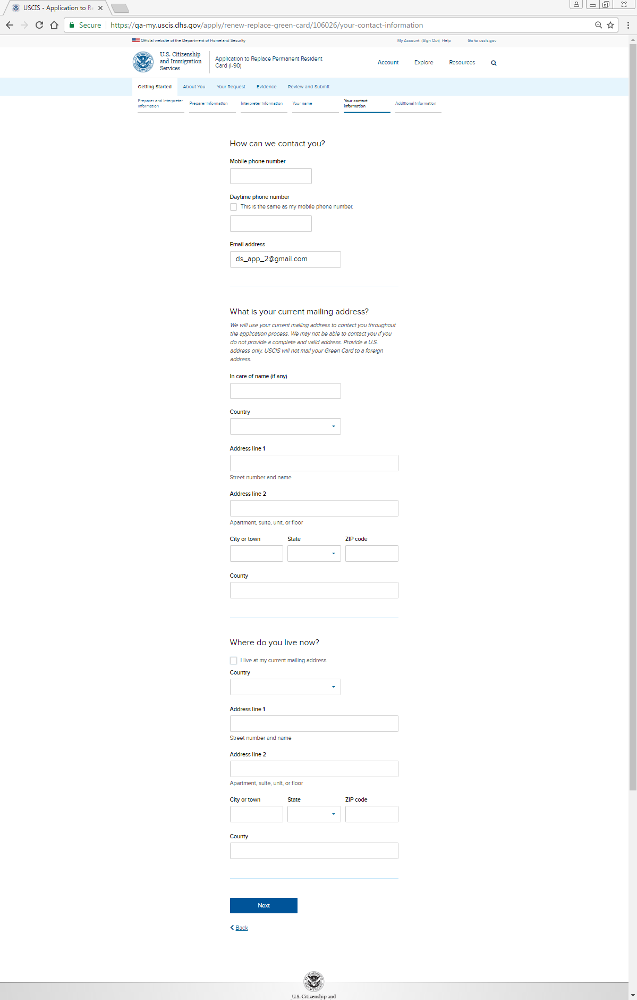 USCIS - Application to Re
Secure
https://qa-my.uscis.dhs.gov/apply/renew-replace-green-card/106026/your-contact-information
Official website of the Department of Homeland Security
My Account (Sign Out) Help
Go to uscis.gov
U.S. Citizenship
and Immigration
Services
Application to Replace Permanent Resident
Card (I-90)
Account
Explore
Resources
Getting Started
About You
Your Request
Evidence
Review and Submit
Preparer and Interpreter
Information
Preparer Information
Interpreter Information
Your name
Your contact
information
Additional Information
How can we contact you?
Mobile phone number
Daytime phone number
This is the same as my mobile phone number.
Email address
ds_app_2@gmail.com
What is your current mailing address?
We will use your current mailing address to contact you throughout
the application process. We may not be able to contact you if you
do not provide a complete and valid address. Provide a U.S.
address only. USCIS will not mail your Green Card to a foreign
address.
In care of name (if any)
Country
Address line 1
Street number and name
Address line 2
Apartment, suite, unit, or floor
City or town
State
ZIP code
County
Where do you live now?
I live at my current mailing address.
Country
Address line 1
Street number and name
Address line 2
Apartment, suite, unit, or floor
City or town
State
ZIP code
County
Next
Back
U.S. Citizenship and